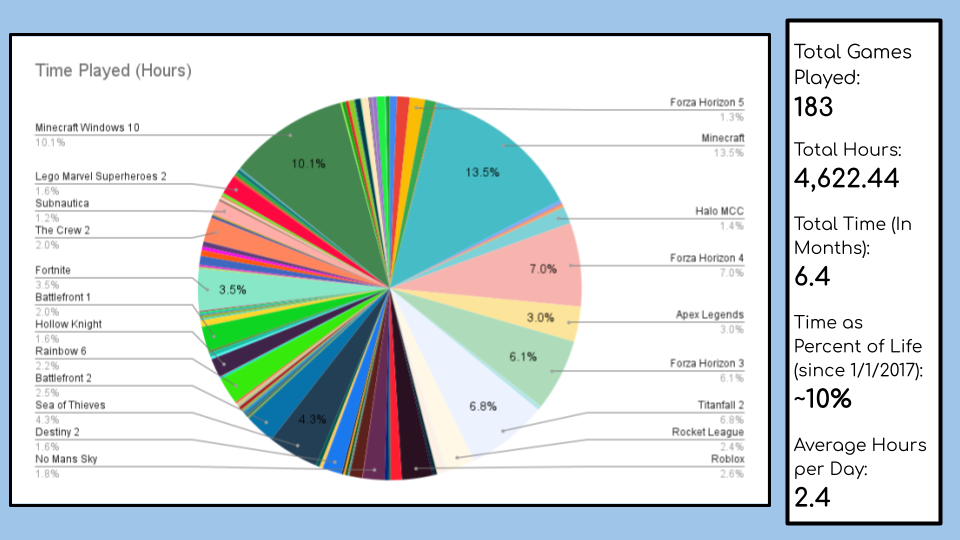 Time Played (Hours)
Minecraft Windows 10
10.1%
Lego Marvel Superheroes 2
1.6%
Subnautica
1.2%
The Crew 2
2.0%
Fortnite
3.5%
Battlefront 1
2.0%
Hollow Knight
1.6%
Rainbow 6
2.2%
Battlefront 2
2.5%
Sea of Thieves
4.3%
Destiny 2
1.6%
No Mans Sky
1.8%
10.1%
13.5%
7.0%
3.0%
6.1%
6.8%
4.3%
3.5%
Forza Horizon 5
1.3%
Minecraft
13.5%
Halo MCC
1.4%
Forza Horizon 4
7.0%
Apex Legends
3.0%
Forza Horizon 3
6.1%
Titanfall 2
6.8%
Rocket League
2.4%
Roblox
2.6%
Total Games
Played:
183
Total Hours:
4,622.44
Total Time (In
Months):
6.4
Time as
Percent of Life
(since 1/1/2017):
~10%
Average Hours
per Day:
2.4